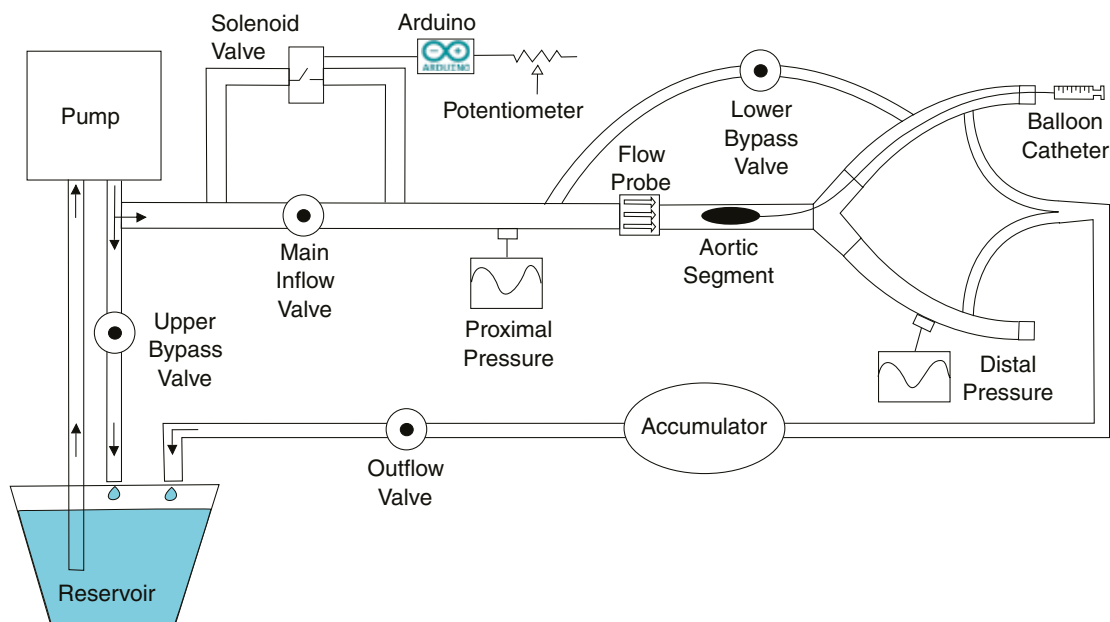 Solenoid
Valve
Arduino
ARDUINO
Potentiometer
Pump
Lower
Bypass
Valve
Balloon
Catheter
Flow
Probe
Main
Inflow
Valve
Aortic
Segment
Proximal
Pressure
Upper
Bypass
Valve
Distal
Pressure
Accumulator
Outflow
Valve
Reservoir